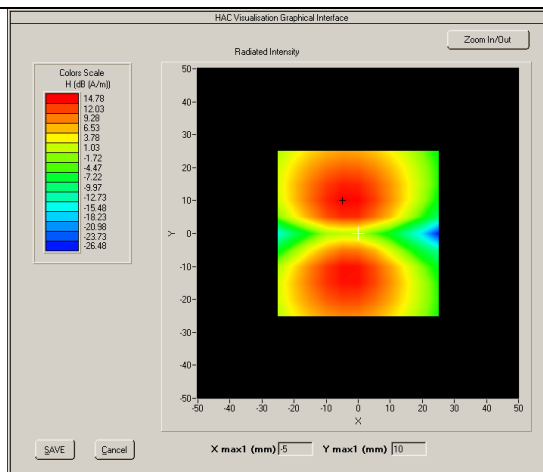 HAC Visualisation Graphical Interface
Zoom In/Out
Radiated Intensity
Colors Scale
H (dB (A/m))
14.78
12.03
9.28
6.53
3.78
1.03
-1.72
-4.47
-7.22
-9.97
-12.73
-15.48
-18.23
-20.98
-23.73
-26.48
50
40
30
20
10
Y 0
-10
-20
-30
-40
-50
-50 -40 -30 -20 -10 0 10 20 30 40 50
X
SAVE Cancel X max1 (mm) -5 Y max1 (mm) 10